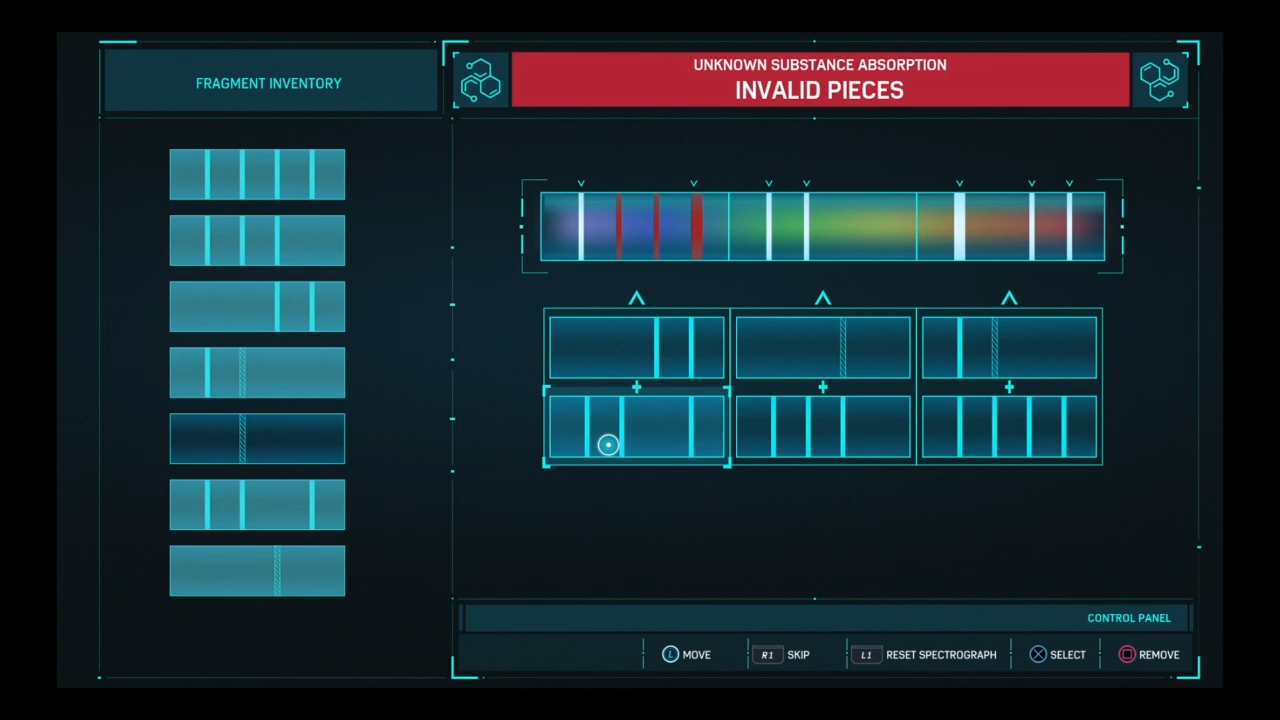 FRAGMENT INVENTORY
UNKNOWN SUBSTANCE ABSORPTION
INVALID PIECES
CONTROL PANEL
L MOVE
R1 SKIP
L1 RESET SPECTROGRAPH
SELECT
REMOVE